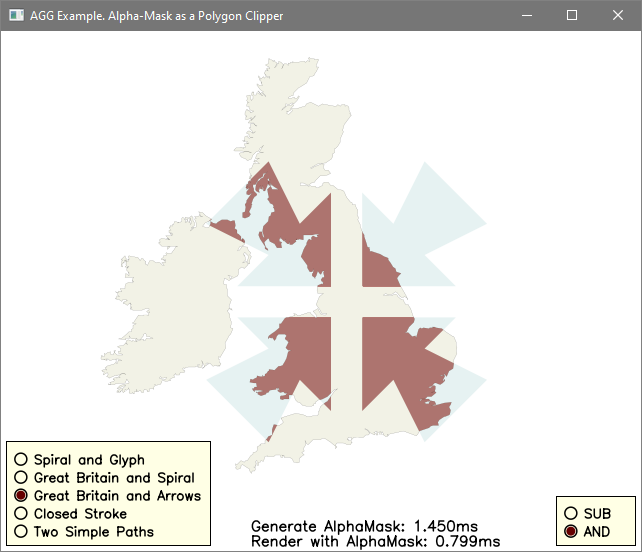 AGG Example. Alpha-Mask as a Polygon Clipper
Spiral and Glyph
Great Britain and Spiral
Great Britain and Arrows
Closed Stroke
Two Simple Paths
Generate AlphaMask: 1.450ms
Render with AlphaMask: 0.799ms
SUB
AND